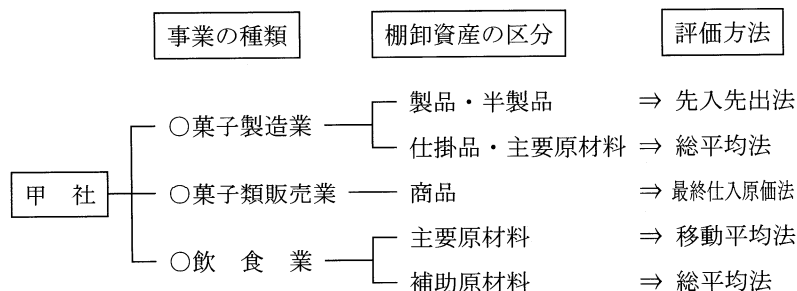 事業の種類 棚卸資産の区分 評価方法
製品・半製品 ⇒ 先入先出法
○菓子製造業
仕掛品・主要原材料 ⇒ 総平均法
甲 社 ○菓子類販売業 商品 ⇒ 最終仕入原価法
主要原材料 ⇒ 移動平均法
○飲 食 業
補助原材料 ⇒ 総平均法